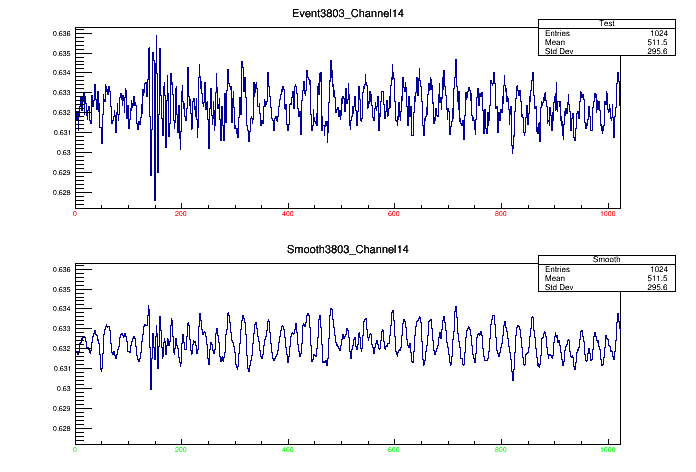 Event3803_Channel14
Test
Entries 1024
Mean 511.5
Std Dev 295.6
0.636
0.635
0.634
0.633
0.632
0.631
0.63
0.629
0.628
0 200 400 600 800 1000
Smooth3803_Channel14
Smooth
Entries 1024
Mean 511.5
Std Dev 295.6
0.636
0.635
0.634
0.633
0.632
0.631
0.63
0.629
0.628
0 200 400 600 800 1000